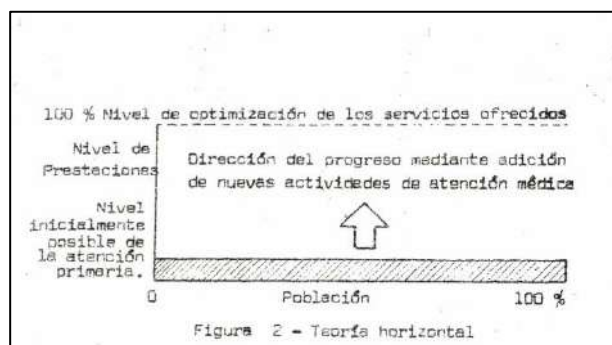 100 % Nivel de optimización de los servicios ofrecidos
Nivel de
Prestaciones
Dirección del progreso mediante adición
de nuevas actividades de atención médica
Nivel
inicialmente
posible de
la atención
primaria.
0 Población 100 %
Figura 2 - Teoría horizontal